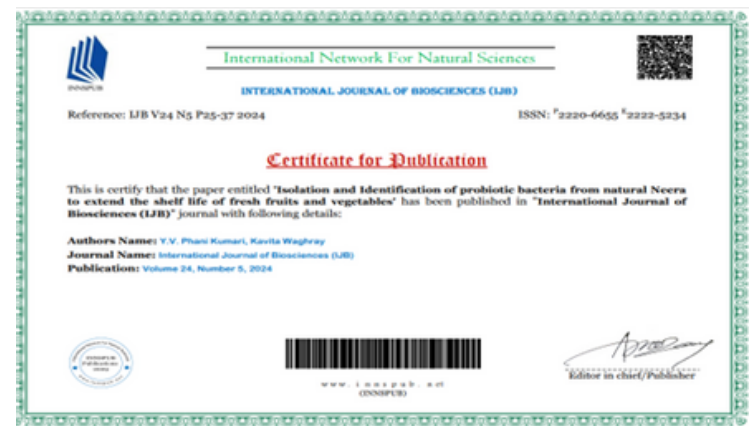 International Network For Natural Sciences
INNSPUB
INTERNATIONAL JOURNAL OF BIOSCIENCES (IJB)
Reference: IJB V24 N5 P25-37 2024
ISSN: P2220-6655 E2222-5234
Certificate for Publication
This is certify that the paper entitled 'Isolation and Identification of probiotic bacteria from natural Neera
to extend the shelf life of fresh fruits and vegetables' has been published in "International Journal of
Biosciences (IJB)" journal with following details:
Authors Name: Y.V. Phani Kumari, Kavita Waghray
Journal Name: International Journal of Biosciences (IJB)
Publication: Volume 24, Number 5, 2024
www.innspub.net
(INNSPUB)
Editor in chief/Publisher